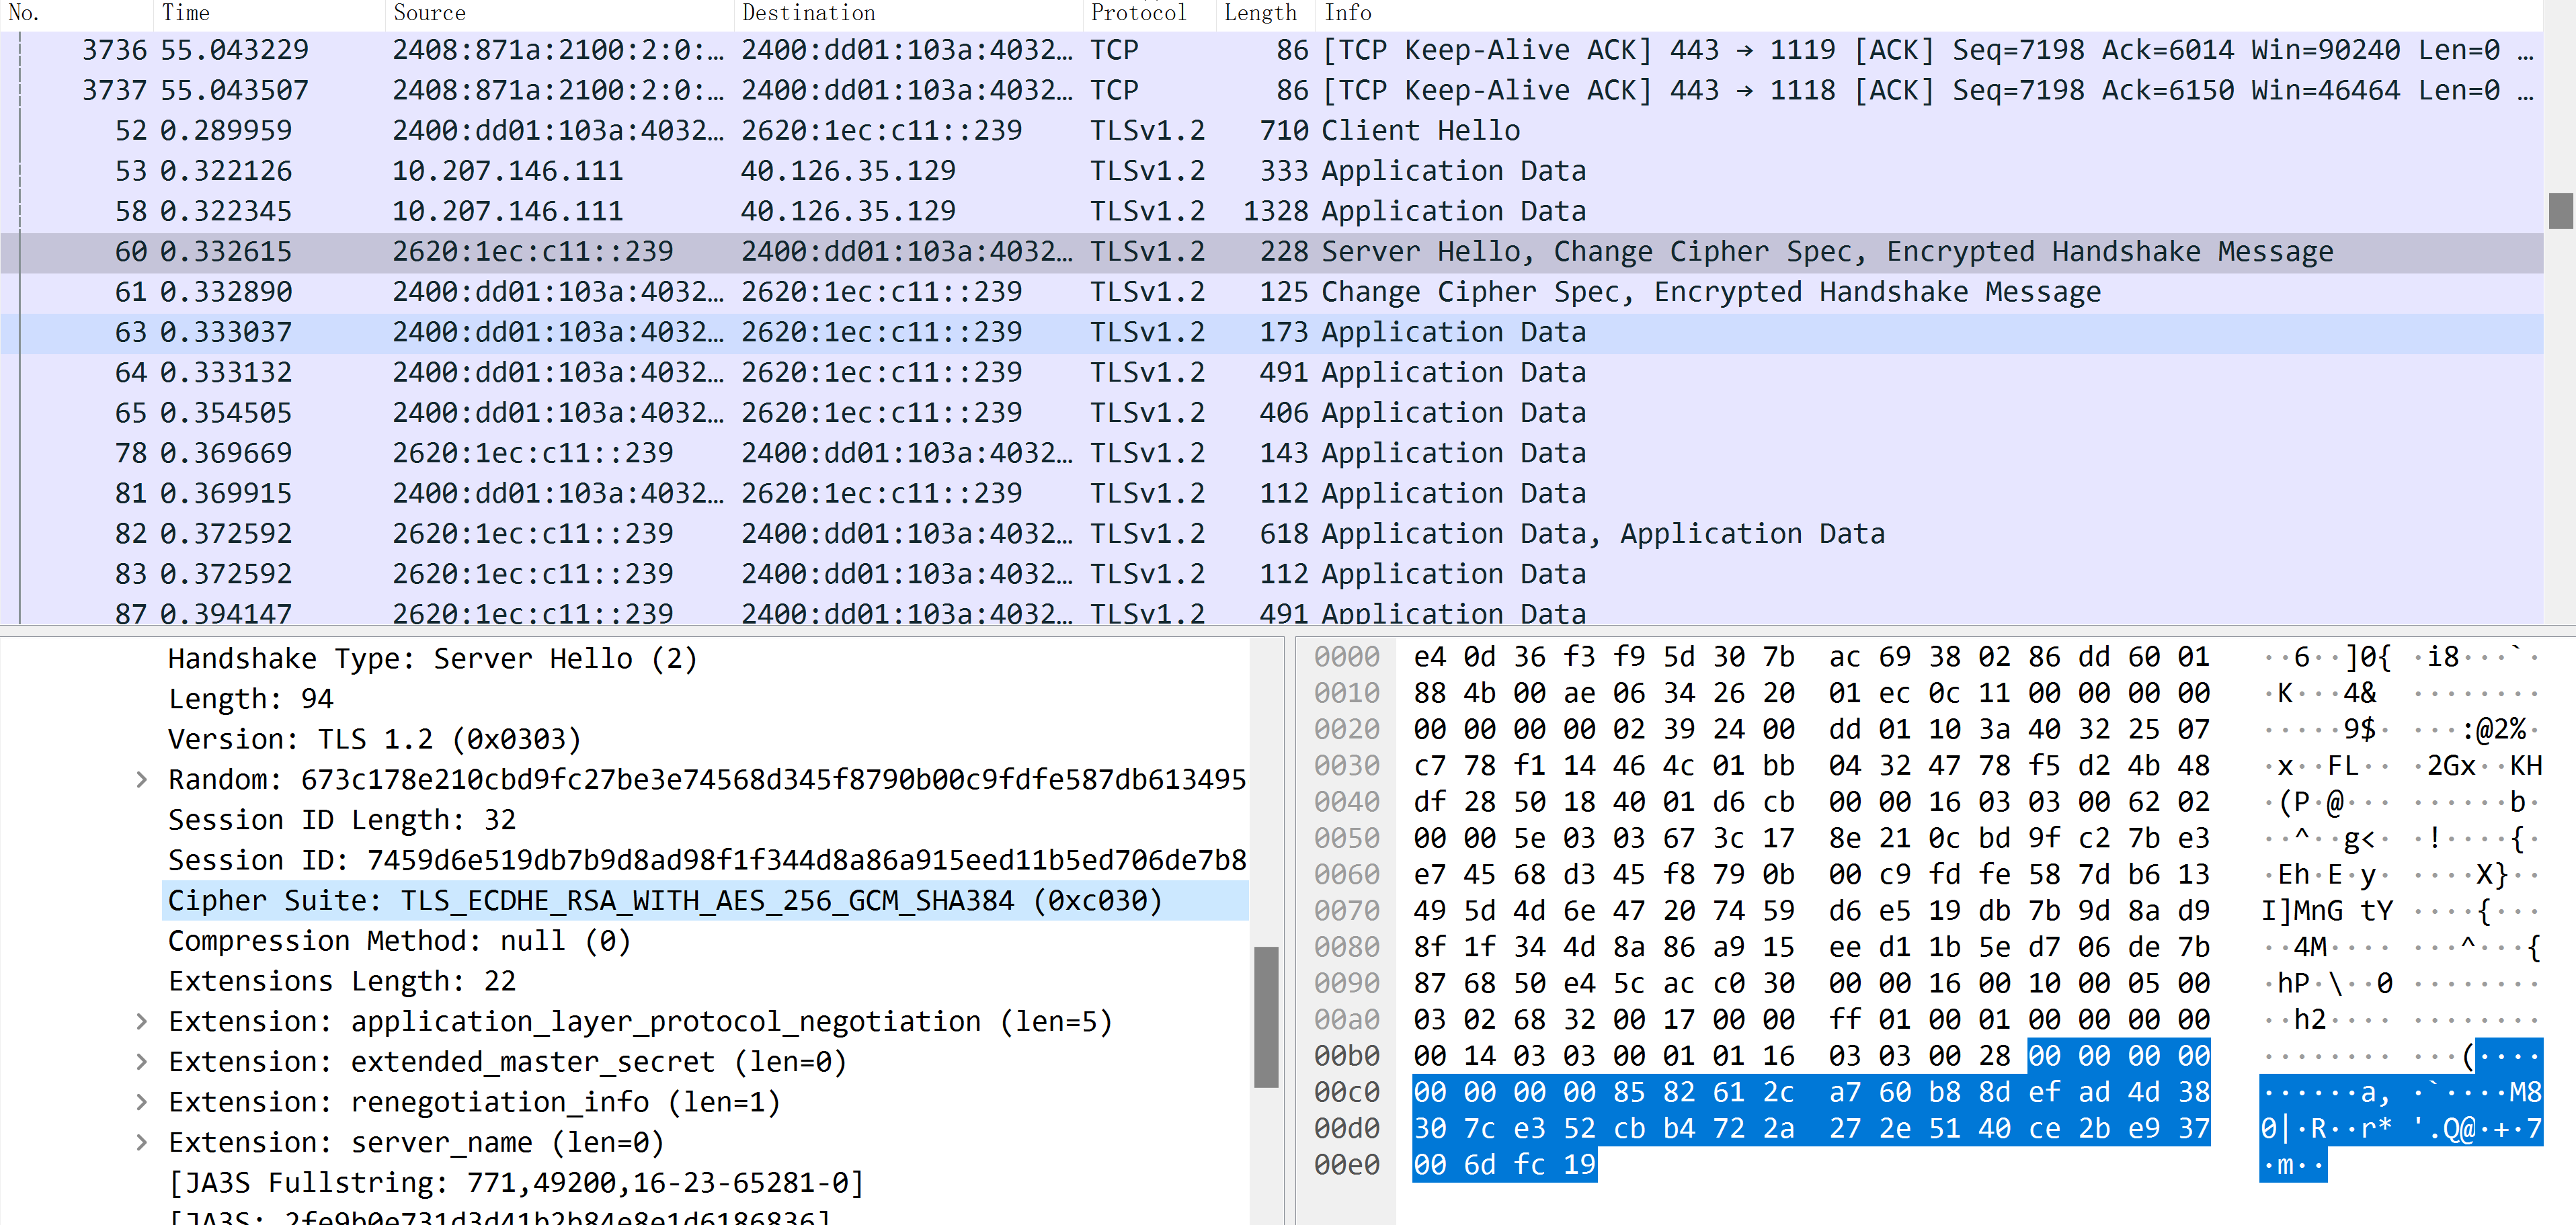 No. Time Source Destination Protocol Length Info
3736 55.043229 2408:871a:2100:2:0:… 2400:dd01:103a:4032… TCP 86 [TCP Keep-Alive ACK] 443 → 1119 [ACK] Seq=7198 Ack=6014 Win=90240 Len=0 …
3737 55.043507 2408:871a:2100:2:0:… 2400:dd01:103a:4032… TCP 86 [TCP Keep-Alive ACK] 443 → 1118 [ACK] Seq=7198 Ack=6150 Win=46464 Len=0 …
52 0.289959 2400:dd01:103a:4032… 2620:1ec:c11::239 TLSv1.2 710 Client Hello
53 0.322126 10.207.146.111 40.126.35.129 TLSv1.2 333 Application Data
58 0.322345 10.207.146.111 40.126.35.129 TLSv1.2 1328 Application Data
60 0.332615 2620:1ec:c11::239 2400:dd01:103a:4032… TLSv1.2 228 Server Hello, Change Cipher Spec, Encrypted Handshake Message
61 0.332890 2400:dd01:103a:4032… 2620:1ec:c11::239 TLSv1.2 125 Change Cipher Spec, Encrypted Handshake Message
63 0.333037 2400:dd01:103a:4032… 2620:1ec:c11::239 TLSv1.2 173 Application Data
64 0.333132 2400:dd01:103a:4032… 2620:1ec:c11::239 TLSv1.2 491 Application Data
65 0.354505 2400:dd01:103a:4032… 2620:1ec:c11::239 TLSv1.2 406 Application Data
78 0.369669 2620:1ec:c11::239 2400:dd01:103a:4032… TLSv1.2 143 Application Data
81 0.369915 2400:dd01:103a:4032… 2620:1ec:c11::239 TLSv1.2 112 Application Data
82 0.372592 2620:1ec:c11::239 2400:dd01:103a:4032… TLSv1.2 618 Application Data, Application Data
83 0.372592 2620:1ec:c11::239 2400:dd01:103a:4032… TLSv1.2 112 Application Data
87 0.394147 2620:1ec:c11::239 2400:dd01:103a:4032… TLSv1.2 491 Application Data
Handshake Type: Server Hello (2)
Length: 94
Version: TLS 1.2 (0x0303)
Random: 673c178e210cbd9fc27be3e74568d345f8790b00c9fdfe587db613495
Session ID Length: 32
Session ID: 7459d6e519db7b9d8ad98f1f344d8a86a915eed11b5ed706de7b8
Cipher Suite: TLS_ECDHE_RSA_WITH_AES_256_GCM_SHA384 (0xc030)
Compression Method: null (0)
Extensions Length: 22
Extension: application_layer_protocol_negotiation (len=5)
Extension: extended_master_secret (len=0)
Extension: renegotiation_info (len=1)
Extension: server_name (len=0)
[JA3S Fullstring: 771,49200,16-23-65281-0]
[JA3S: 2fe9b0e731d3d41b2b84e8e1d6186836]
0000 e4 0d 36 f3 f9 5d 30 7b ac 69 38 02 86 dd 60 01 ··6··]0{ ·i8···`·
0010 88 4b 00 ae 06 34 26 20 01 ec 0c 11 00 00 00 00 ·K···4& ········
0020 00 00 00 00 02 39 24 00 dd 01 10 3a 40 32 25 07 ·····9$· ···:@2%·
0030 c7 78 f1 14 46 4c 01 bb 04 32 47 78 f5 d2 4b 48 ·x··FL·· ·2Gx··KH
0040 df 28 50 18 40 01 d6 cb 00 00 16 03 03 00 62 02 ·(P·@··· ······b·
0050 00 00 5e 03 03 67 3c 17 8e 21 0c bd 9f c2 7b e3 ··^··g<· ·!····{·
0060 e7 45 68 d3 45 f8 79 0b 00 c9 fd fe 58 7d b6 13 ·Eh·E·y· ····X}··
0070 49 5d 4d 6e 47 20 74 59 d6 e5 19 db 7b 9d 8a d9 I]MnG tY ····{···
0080 8f 1f 34 4d 8a 86 a9 15 ee d1 1b 5e d7 06 de 7b ··4M···· ···^···{
0090 87 68 50 e4 5c ac c0 30 00 00 16 00 10 00 05 00 ·hP·\··0 ········
00a0 03 02 68 32 00 17 00 00 ff 01 00 01 00 00 00 00 ··h2···· ········
00b0 00 14 03 03 00 01 01 16 03 03 00 28 00 00 00 00 ········ ···(····
00c0 00 00 00 00 85 82 61 2c a7 60 b8 8d ef ad 4d 38 ······a, ·`····M8
00d0 30 7c e3 52 cb b4 72 2a 27 2e 51 40 ce 2b e9 37 0|·R··r* '.Q@·+·7
00e0 00 6d fc 19 ·m··